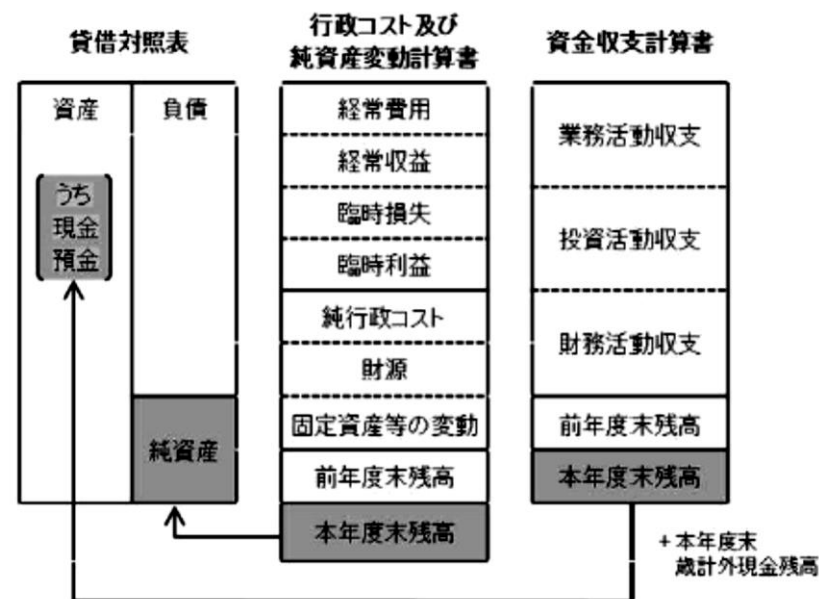 貸借対照表
資産
負債
うち
現金
預金
純資産
行政コスト及び
純資産変動計算書
経常費用
経常収益
臨時損失
臨時利益
純行政コスト
財源
固定資産等の変動
前年度末残高
本年度末残高
資金収支計算書
業務活動収支
投資活動収支
財務活動収支
前年度末残高
本年度末残高
+ 本年度末
歳計外現金残高